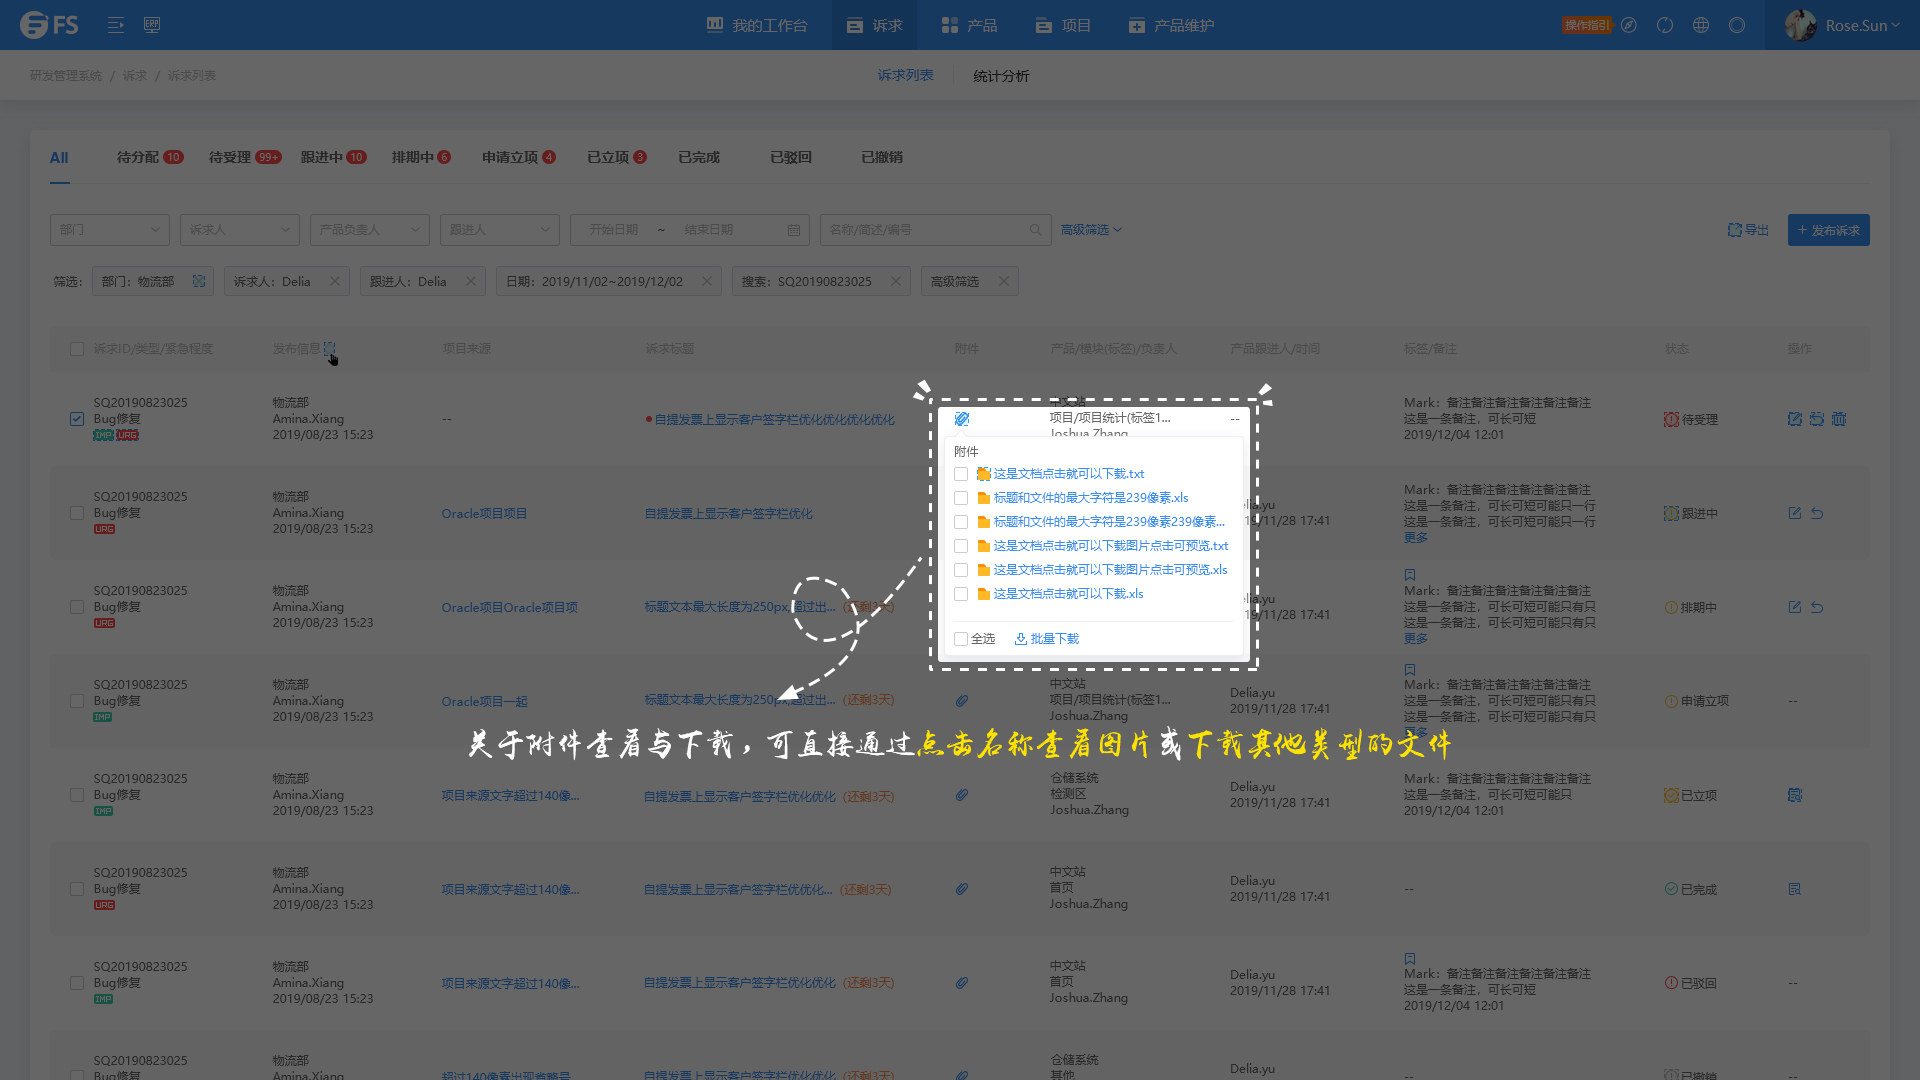 FS
ERP
我的工作台
诉求
产品
项目
产品维护
操作指引
Rose.Sun
研发管理系统 / 诉求 / 诉求列表
诉求列表
统计分析
All
待分配 10
待受理 99+
跟进中 10
排期中 6
申请立项 4
已立项 3
已完成
已驳回
已撤销
部门
诉求人
产品负责人
跟进人
开始日期 ~ 结束日期
名称/简述/编号
高级筛选
导出
+ 发布诉求
筛选:
部门：物流部
诉求人：Delia
跟进人：Delia
日期：2019/11/02~2019/12/02
搜索：SQ20190823025
高级筛选
诉求ID/类型/紧急程度
发布信息
项目来源
诉求标题
附件
产品/模块(标签)/负责人
产品跟进人/时间
标签/备注
状态
操作
SQ20190823025
Bug修复
IMP URG
物流部
Amina.Xiang
2019/08/23 15:23
--
自提发票上显示客户签字栏优化优化优化优化
中文站
项目/项目统计(标签1...
Joshua.Zhang
--
Mark：备注备注备注备注备注备注
这是一条备注，可长可短
2019/12/04 12:01
待受理
附件
这是文档点击就可以下载.txt
标题和文件的最大字符是239像素.xls
标题和文件的最大字符是239像素239像素...
这是文档点击就可以下载图片点击可预览.txt
这是文档点击就可以下载图片点击可预览.xls
这是文档点击就可以下载.xls
全选
批量下载
SQ20190823025
Bug修复
URG
物流部
Amina.Xiang
2019/08/23 15:23
Oracle项目项目
自提发票上显示客户签字栏优化
lia.yu
19/11/28 17:41
Mark：备注备注备注备注备注备注
这是一条备注，可长可短可能只一行
这是一条备注，可长可短可能只一行
更多
跟进中
SQ20190823025
Bug修复
URG
物流部
Amina.Xiang
2019/08/23 15:23
Oracle项目Oracle项目项
标题文本最大长度为250px,超过出... (还剩3天)
lia.yu
19/11/28 17:41
Mark：备注备注备注备注备注备注
这是一条备注，可长可短可能只有只
这是一条备注，可长可短可能只有只
更多
排期中
SQ20190823025
Bug修复
IMP
物流部
Amina.Xiang
2019/08/23 15:23
Oracle项目一起
标题文本最大长度为250px,超过出... (还剩3天)
中文站
项目/项目统计(标签1...
Joshua.Zhang
Delia.yu
2019/11/28 17:41
Mark：备注备注备注备注备注备注
这是一条备注，可长可短可能只有只
这是一条备注，可长可短可能只有只
更多
申请立项
--
关于附件查看与下载，可直接通过点击名称查看图片或下载其他类型的文件
SQ20190823025
Bug修复
IMP
物流部
Amina.Xiang
2019/08/23 15:23
项目来源文字超过140像...
自提发票上显示客户签字栏优化优化 (还剩3天)
仓储系统
检测区
Joshua.Zhang
Delia.yu
2019/11/28 17:41
Mark：备注备注备注备注备注备注
这是一条备注，可长可短可能只
2019/12/04 12:01
已立项
SQ20190823025
Bug修复
URG
物流部
Amina.Xiang
2019/08/23 15:23
项目来源文字超过140像...
自提发票上显示客户签字栏优优化... (还剩3天)
中文站
首页
Joshua.Zhang
Delia.yu
2019/11/28 17:41
--
已完成
SQ20190823025
Bug修复
IMP
物流部
Amina.Xiang
2019/08/23 15:23
项目来源文字超过140像...
自提发票上显示客户签字栏优化优化 (还剩3天)
中文站
首页
Joshua.Zhang
Delia.yu
2019/11/28 17:41
Mark：备注备注备注备注备注备注
这是一条备注，可长可短
2019/12/04 12:01
已驳回
--
SQ20190823025
Bug修复
物流部
Amina.Xiang
超过140像素出现省略号
自提发票上显示客户签字栏优化优化 (还剩3天)
仓储系统
其他
Delia.yu
--
已撤销
--